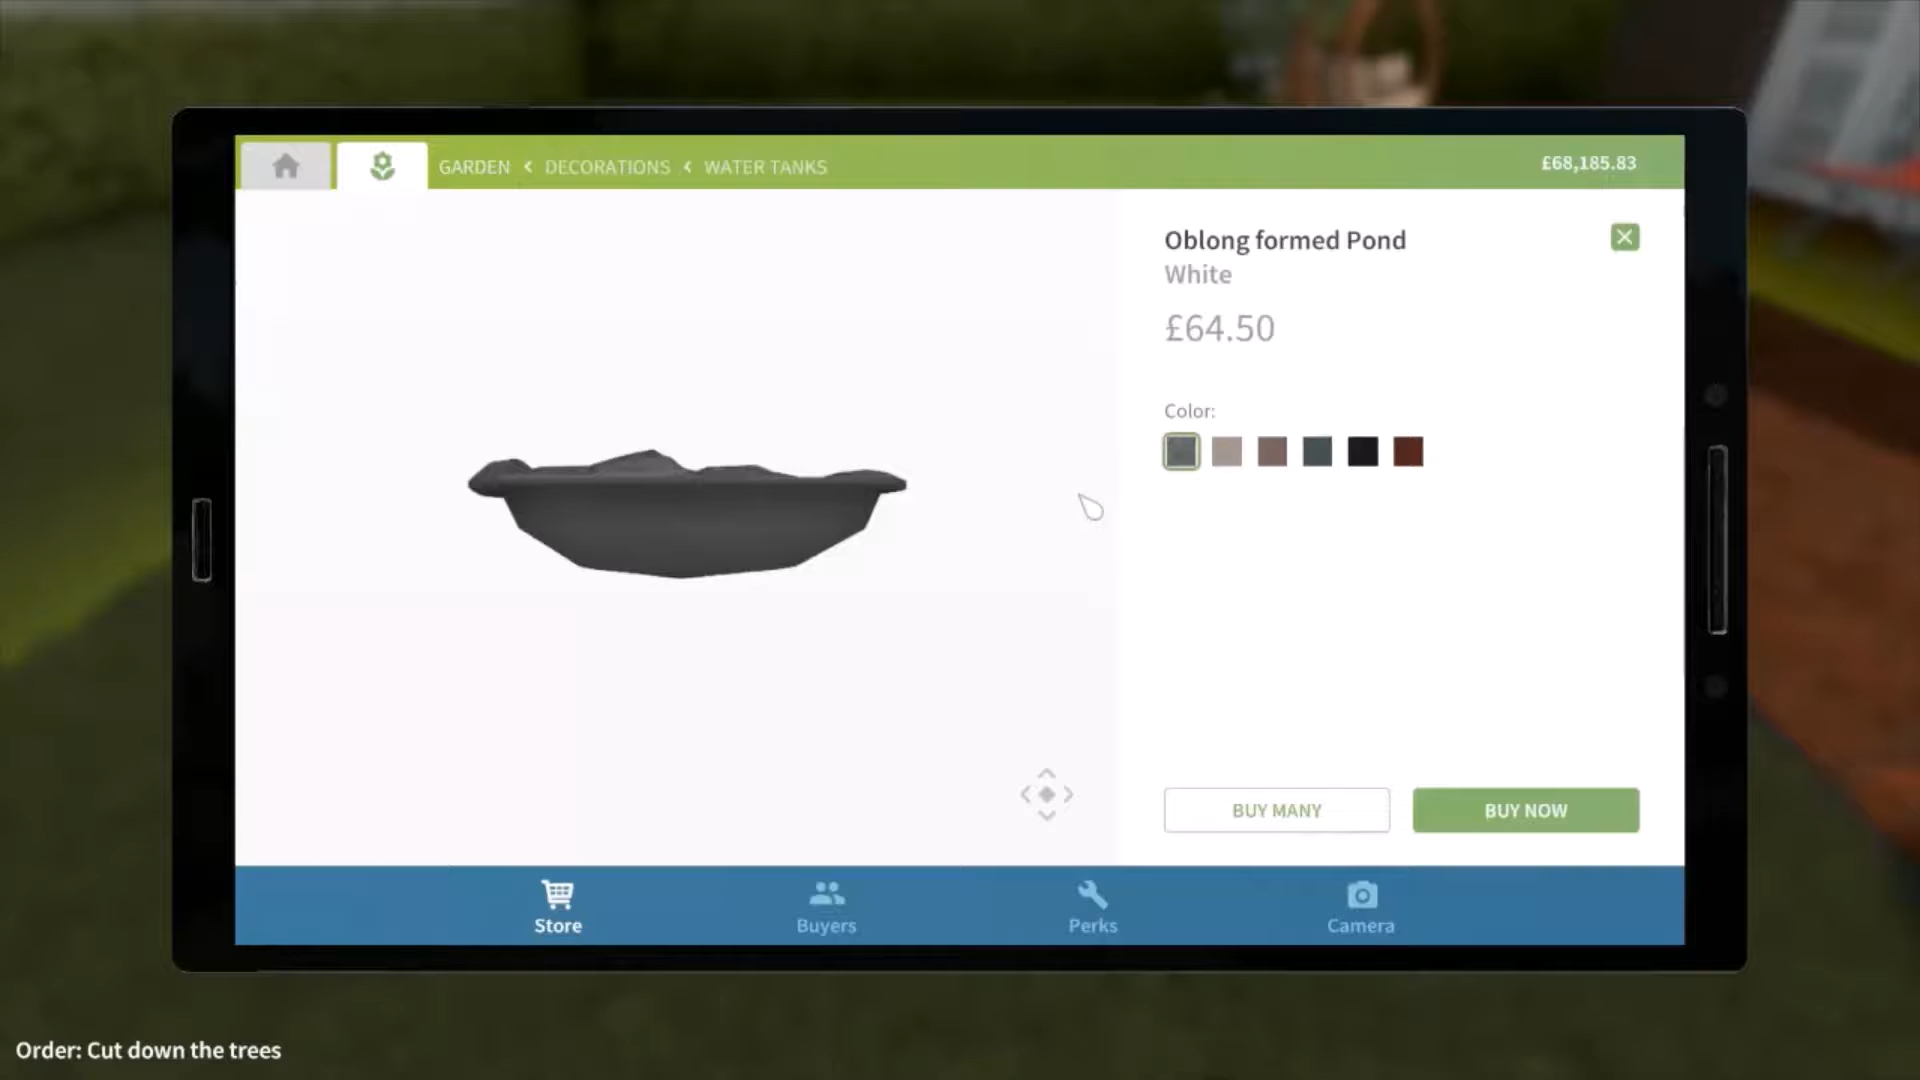 GARDEN < DECORATIONS < WATER TANKS
£68,185.83
Oblong formed Pond
White
£64.50
Color:
BUY MANY
BUY NOW
Store
Buyers
Perks
Camera
Order: Cut down the trees